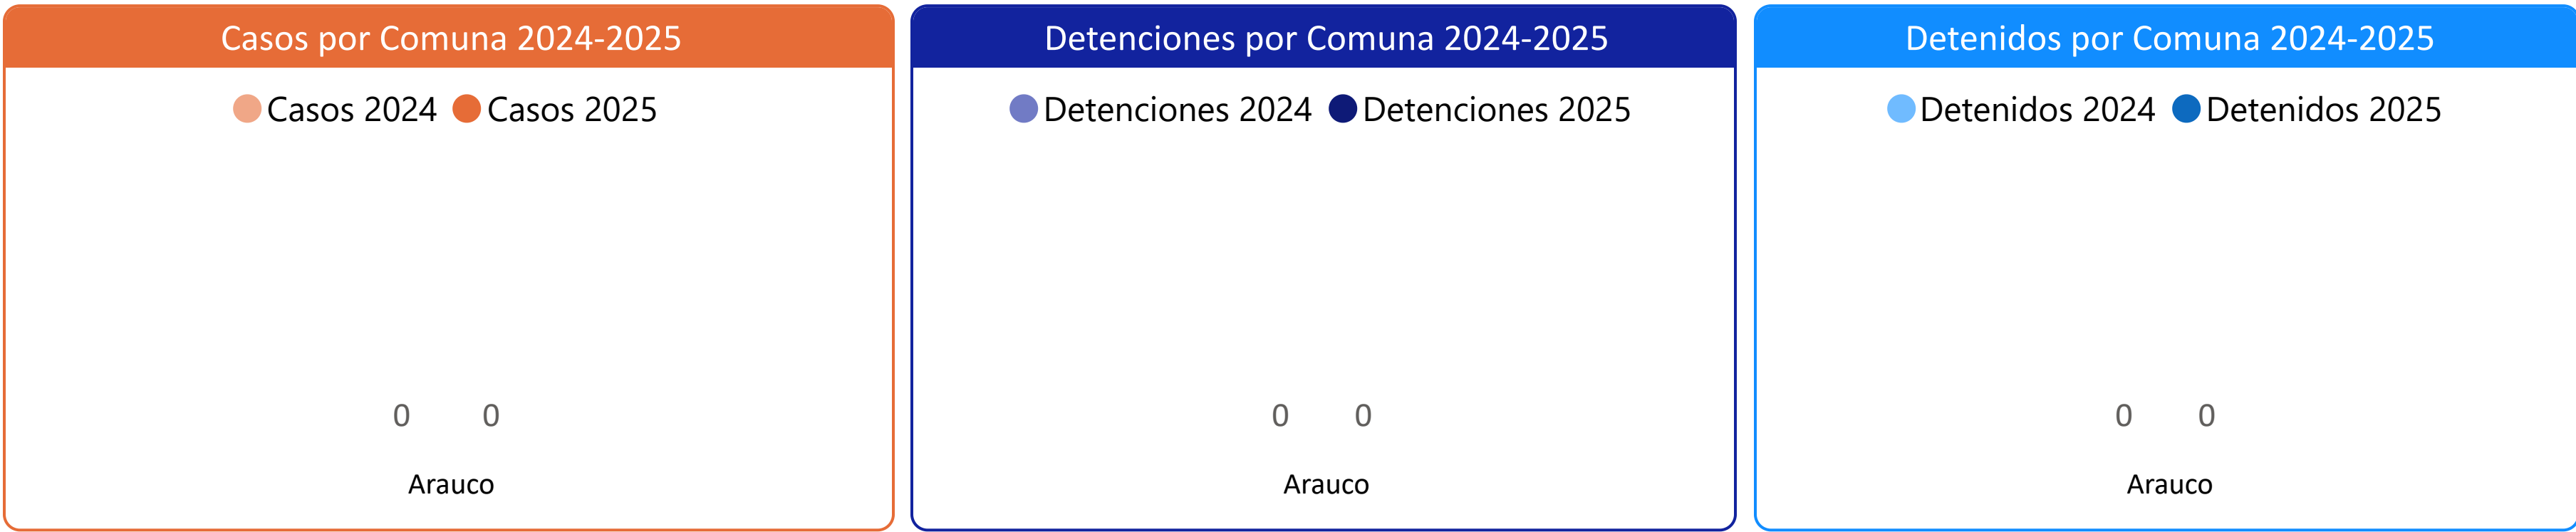 Casos por Comuna 2024-2025
Casos 2024 Casos 2025
0 0
Arauco
Detenciones por Comuna 2024-2025
Detenciones 2024 Detenciones 2025
0 0
Arauco
Detenidos por Comuna 2024-2025
Detenidos 2024 Detenidos 2025
0 0
Arauco